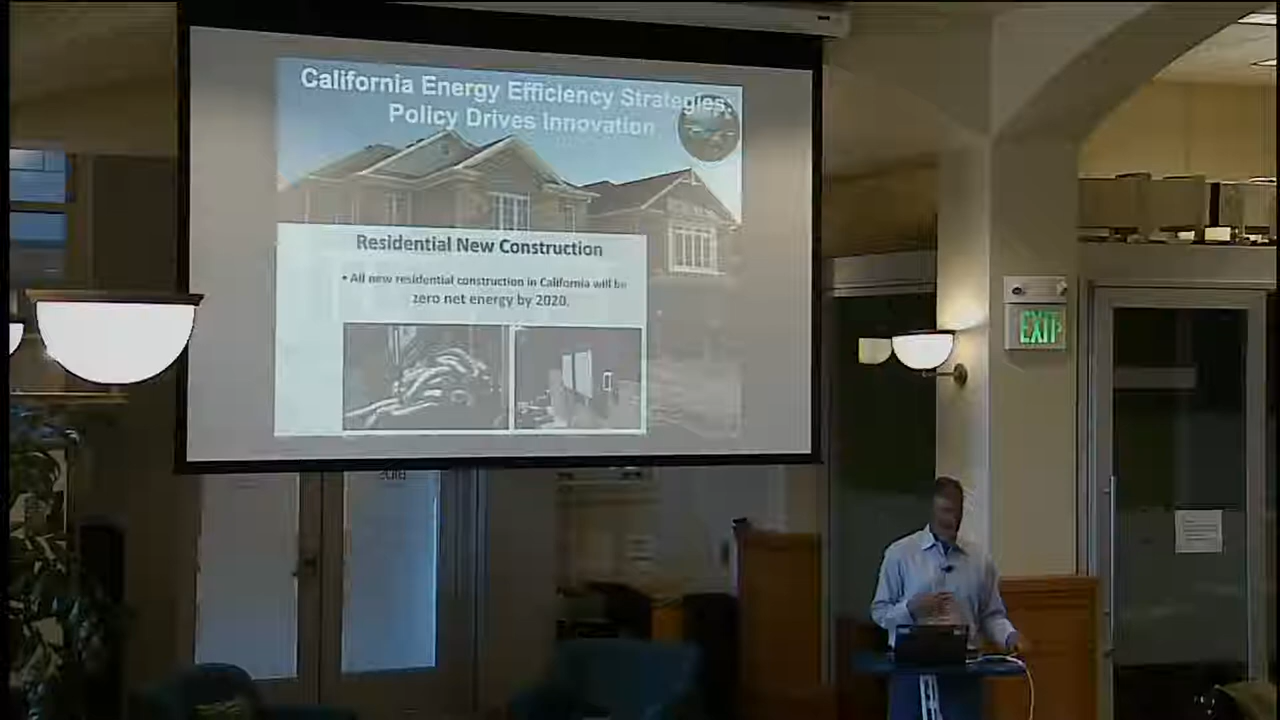 California Energy Efficiency Strategies:
Policy Drives Innovation
Residential New Construction
• All new residential construction in California will be
zero net energy by 2020.
EXIT